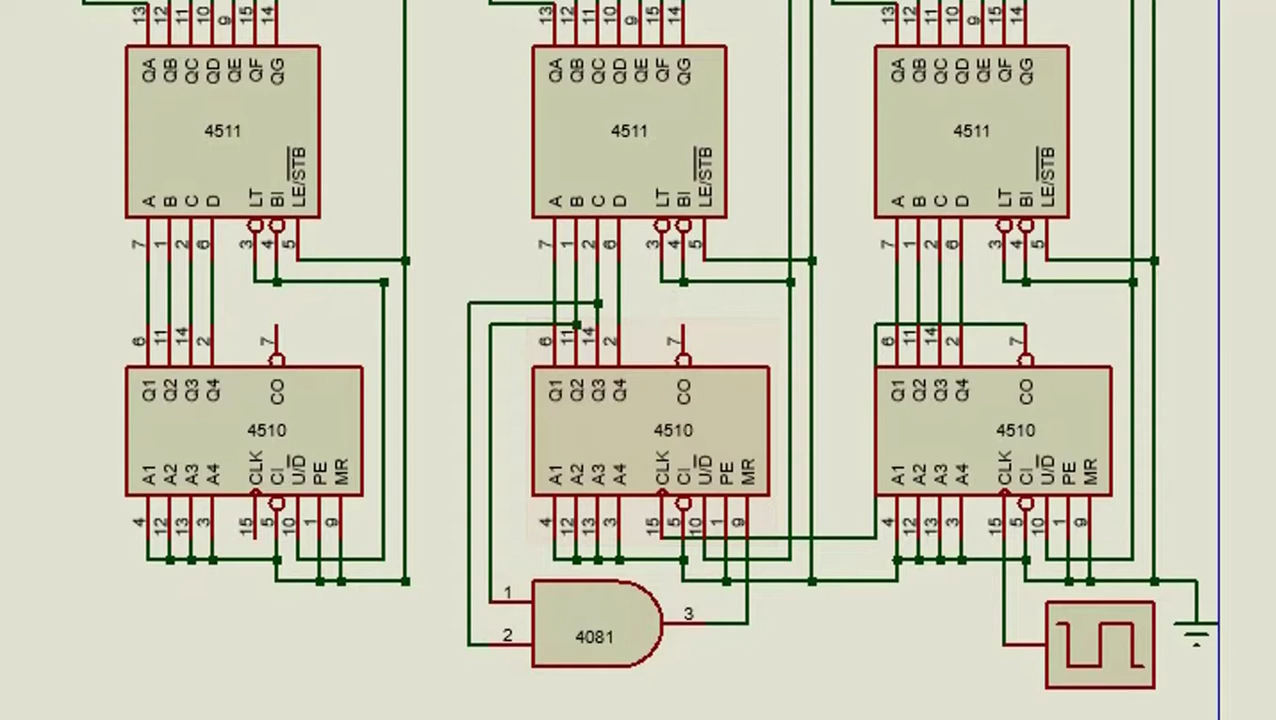 13 12 11 10 9 15 14 13 12 11 10 9 15 14 13 12 11 10 9 15 14
QA QB QC QD QE QF QG QA QB QC QD QE QF QG QA QB QC QD QE QF QG
4511 4511 4511
A B C D LT BI LE/STB A B C D LT BI LE/STB A B C D LT BI LE/STB
7 1 2 6 3 4 5 7 1 2 6 3 4 5 7 1 2 6 3 4 5
6 11 14 2 7 6 11 14 2 7 6 11 14 2 7
Q1 Q2 Q3 Q4 CO Q1 Q2 Q3 Q4 CO Q1 Q2 Q3 Q4 CO
4510 4510 4510
A1 A2 A3 A4 CLK CI U/D PE MR A1 A2 A3 A4 CLK CI U/D PE MR A1 A2 A3 A4 CLK CI U/D PE MR
4 12 13 3 15 5 10 1 9 4 12 13 3 15 5 10 1 9 4 12 13 3 15 5 10 1 9
1 3
2 4081